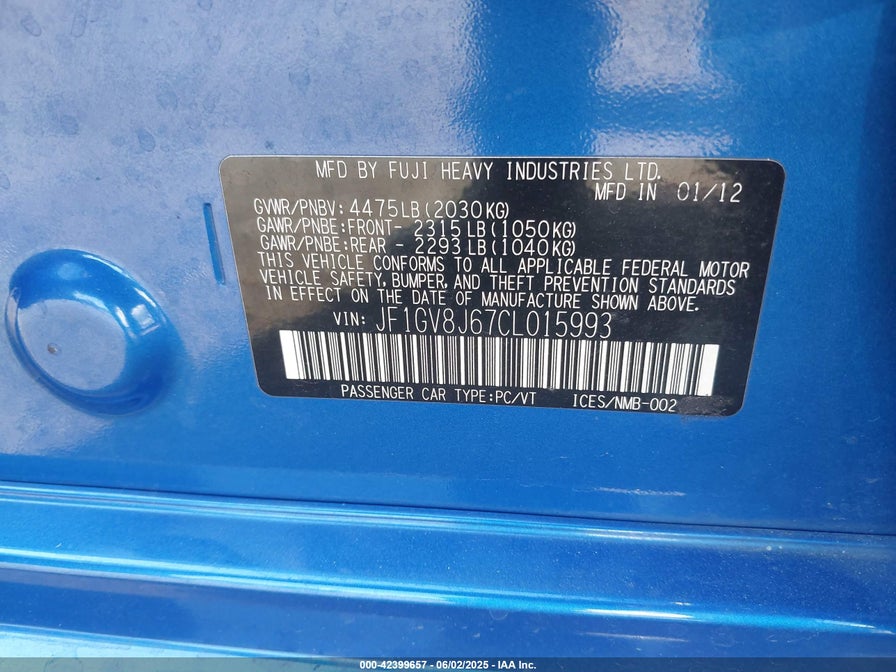 MFD BY FUJI HEAVY INDUSTRIES LTD.
MFD IN 01/12
GVWR/PNBV: 4475LB(2030KG)
GAWR/PNBE:FRONT- 2315LB(1050KG)
GAWR/PNBE:REAR - 2293LB(1040KG)
THIS VEHICLE CONFORMS TO ALL APPLICABLE FEDERAL MOTOR
VEHICLE SAFETY, BUMPER, AND THEFT PREVENTION STANDARDS
IN EFFECT ON THE DATE OF MANUFACTURE SHOWN ABOVE.
VIN: JF1GV8J67CL015993
PASSENGER CAR TYPE:PC/VT ICES/NMB-002
000-42399657 - 06/02/2025 - IAA Inc.